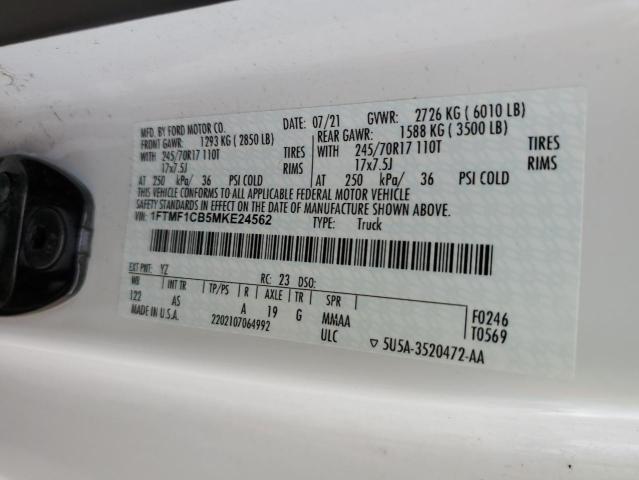 MFD. BY FORD MOTOR CO. DATE: 07/21 GVWR: 2726 KG ( 6010 LB)
FRONT GAWR: 1293 KG ( 2850 LB) REAR GAWR: 1588 KG ( 3500 LB)
WITH 245/70R17 110T TIRES WITH 245/70R17 110T TIRES
17x7.5J RIMS 17x7.5J RIMS
AT 250 kPa/ 36 PSI COLD AT 250 kPa/ 36 PSI COLD
THIS VEHICLE CONFORMS TO ALL APPLICABLE FEDERAL MOTOR VEHICLE
SAFETY STANDARDS IN EFFECT ON THE DATE OF MANUFACTURE SHOWN ABOVE.
VIN: 1FTMF1CB5MKE24562 TYPE: Truck
EXT PNT: YZ RC: 23 DSO:
WB INT TR TP/PS R AXLE TR SPR F0246
122 AS A 19 G MMAA T0569
MADE IN U.S.A. 2202107064992 ULC ▽ 5U5A-3520472-AA